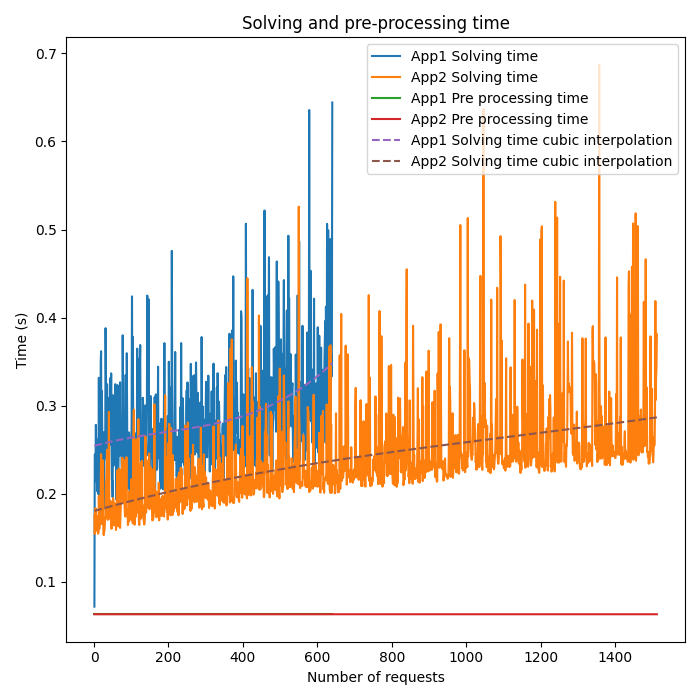 Solving and pre-processing time
App1 Solving time
App2 Solving time
App1 Pre processing time
App2 Pre processing time
App1 Solving time cubic interpolation
App2 Solving time cubic interpolation
0.7
0.6
0.5
0.4
0.3
0.2
0.1
Time (s)
0 200 400 600 800 1000 1200 1400
Number of requests